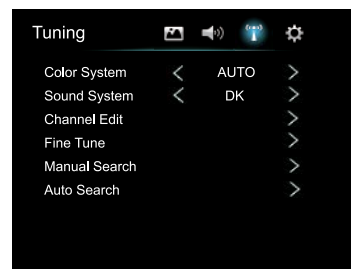 Tuning
Color System < AUTO >
Sound System < DK >
Channel Edit >
Fine Tune >
Manual Search >
Auto Search >